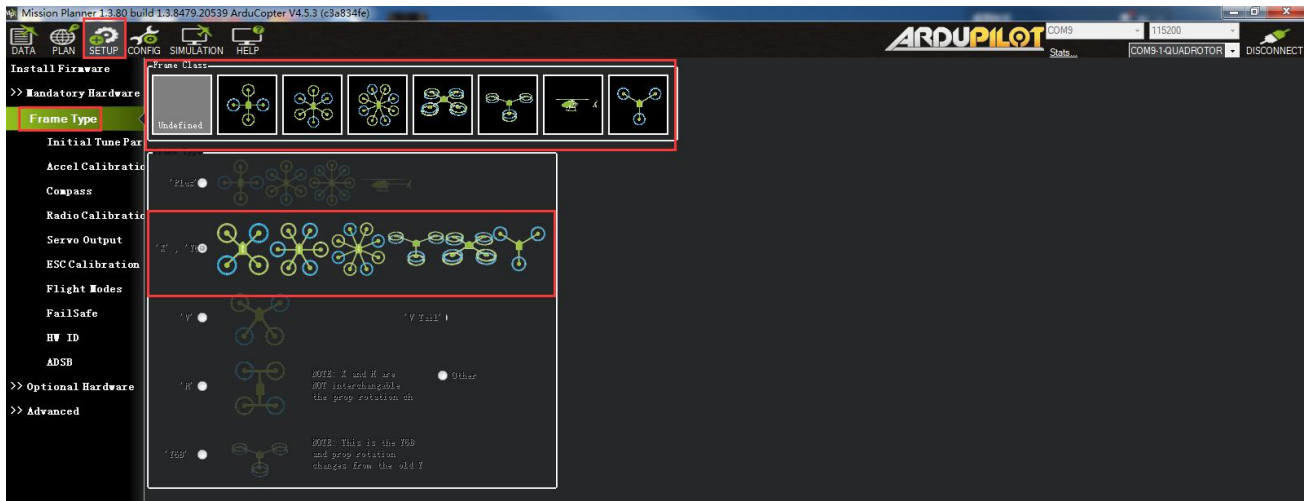 Mission Planner 1.3.80 build 1.3.8479.20539 ArduCopter V4.5.3 (c3a834fe)
DATA PLAN SETUP CONFIG SIMULATION HELP
ARDUPILOT
COM9 115200
Stats... COM9-1-QUADROTOR DISCONNECT
Install Firmware
>> Mandatory Hardware
Frame Type
Initial Tune Par
Accel Calibratio
Compass
Radio Calibratio
Servo Output
ESC Calibration
Flight Modes
FailSafe
HW ID
ADSB
>> Optional Hardware
>> Advanced
Frame Class
Undefined
'Plus'
'X' , 'Y
'V' 'V Tail'
'H'
NOTE: X and H are
NOT interchangable
the prop rotation ch
Other
'Y6B'
NOTE: This is the Y6B
and prop rotation
changes from the old Y